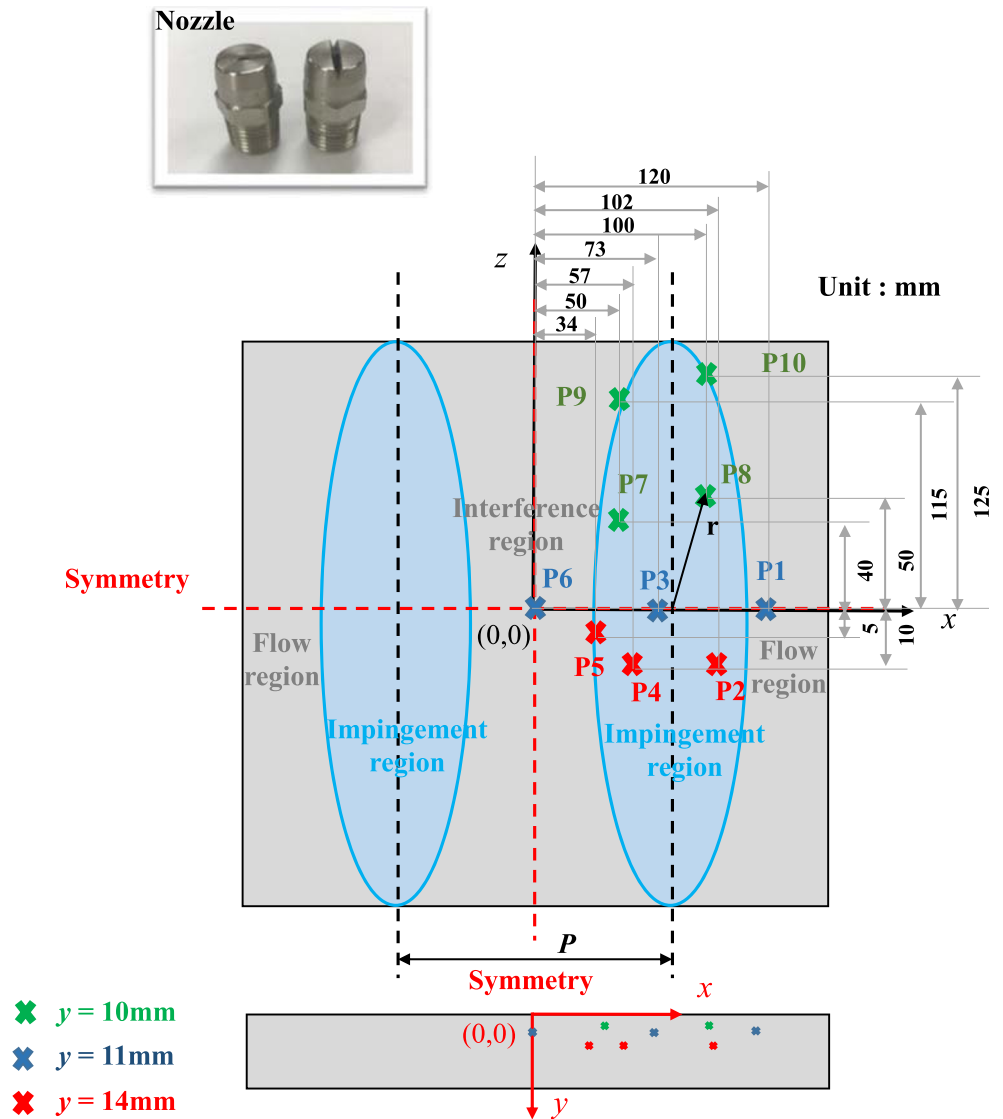 Nozzle
120
102
100
73
57
50
34
z
Unit : mm
P10
P9
P8
P7
r
Interference
region
125
115
50
40
5
10
Symmetry
P6
P3
P1
(0,0)
x
Flow
region
P5
P4
P2
Flow
region
Impingement
region
Impingement
region
P
Symmetry
x
(0,0)
y
y = 10mm
y = 11mm
y = 14mm